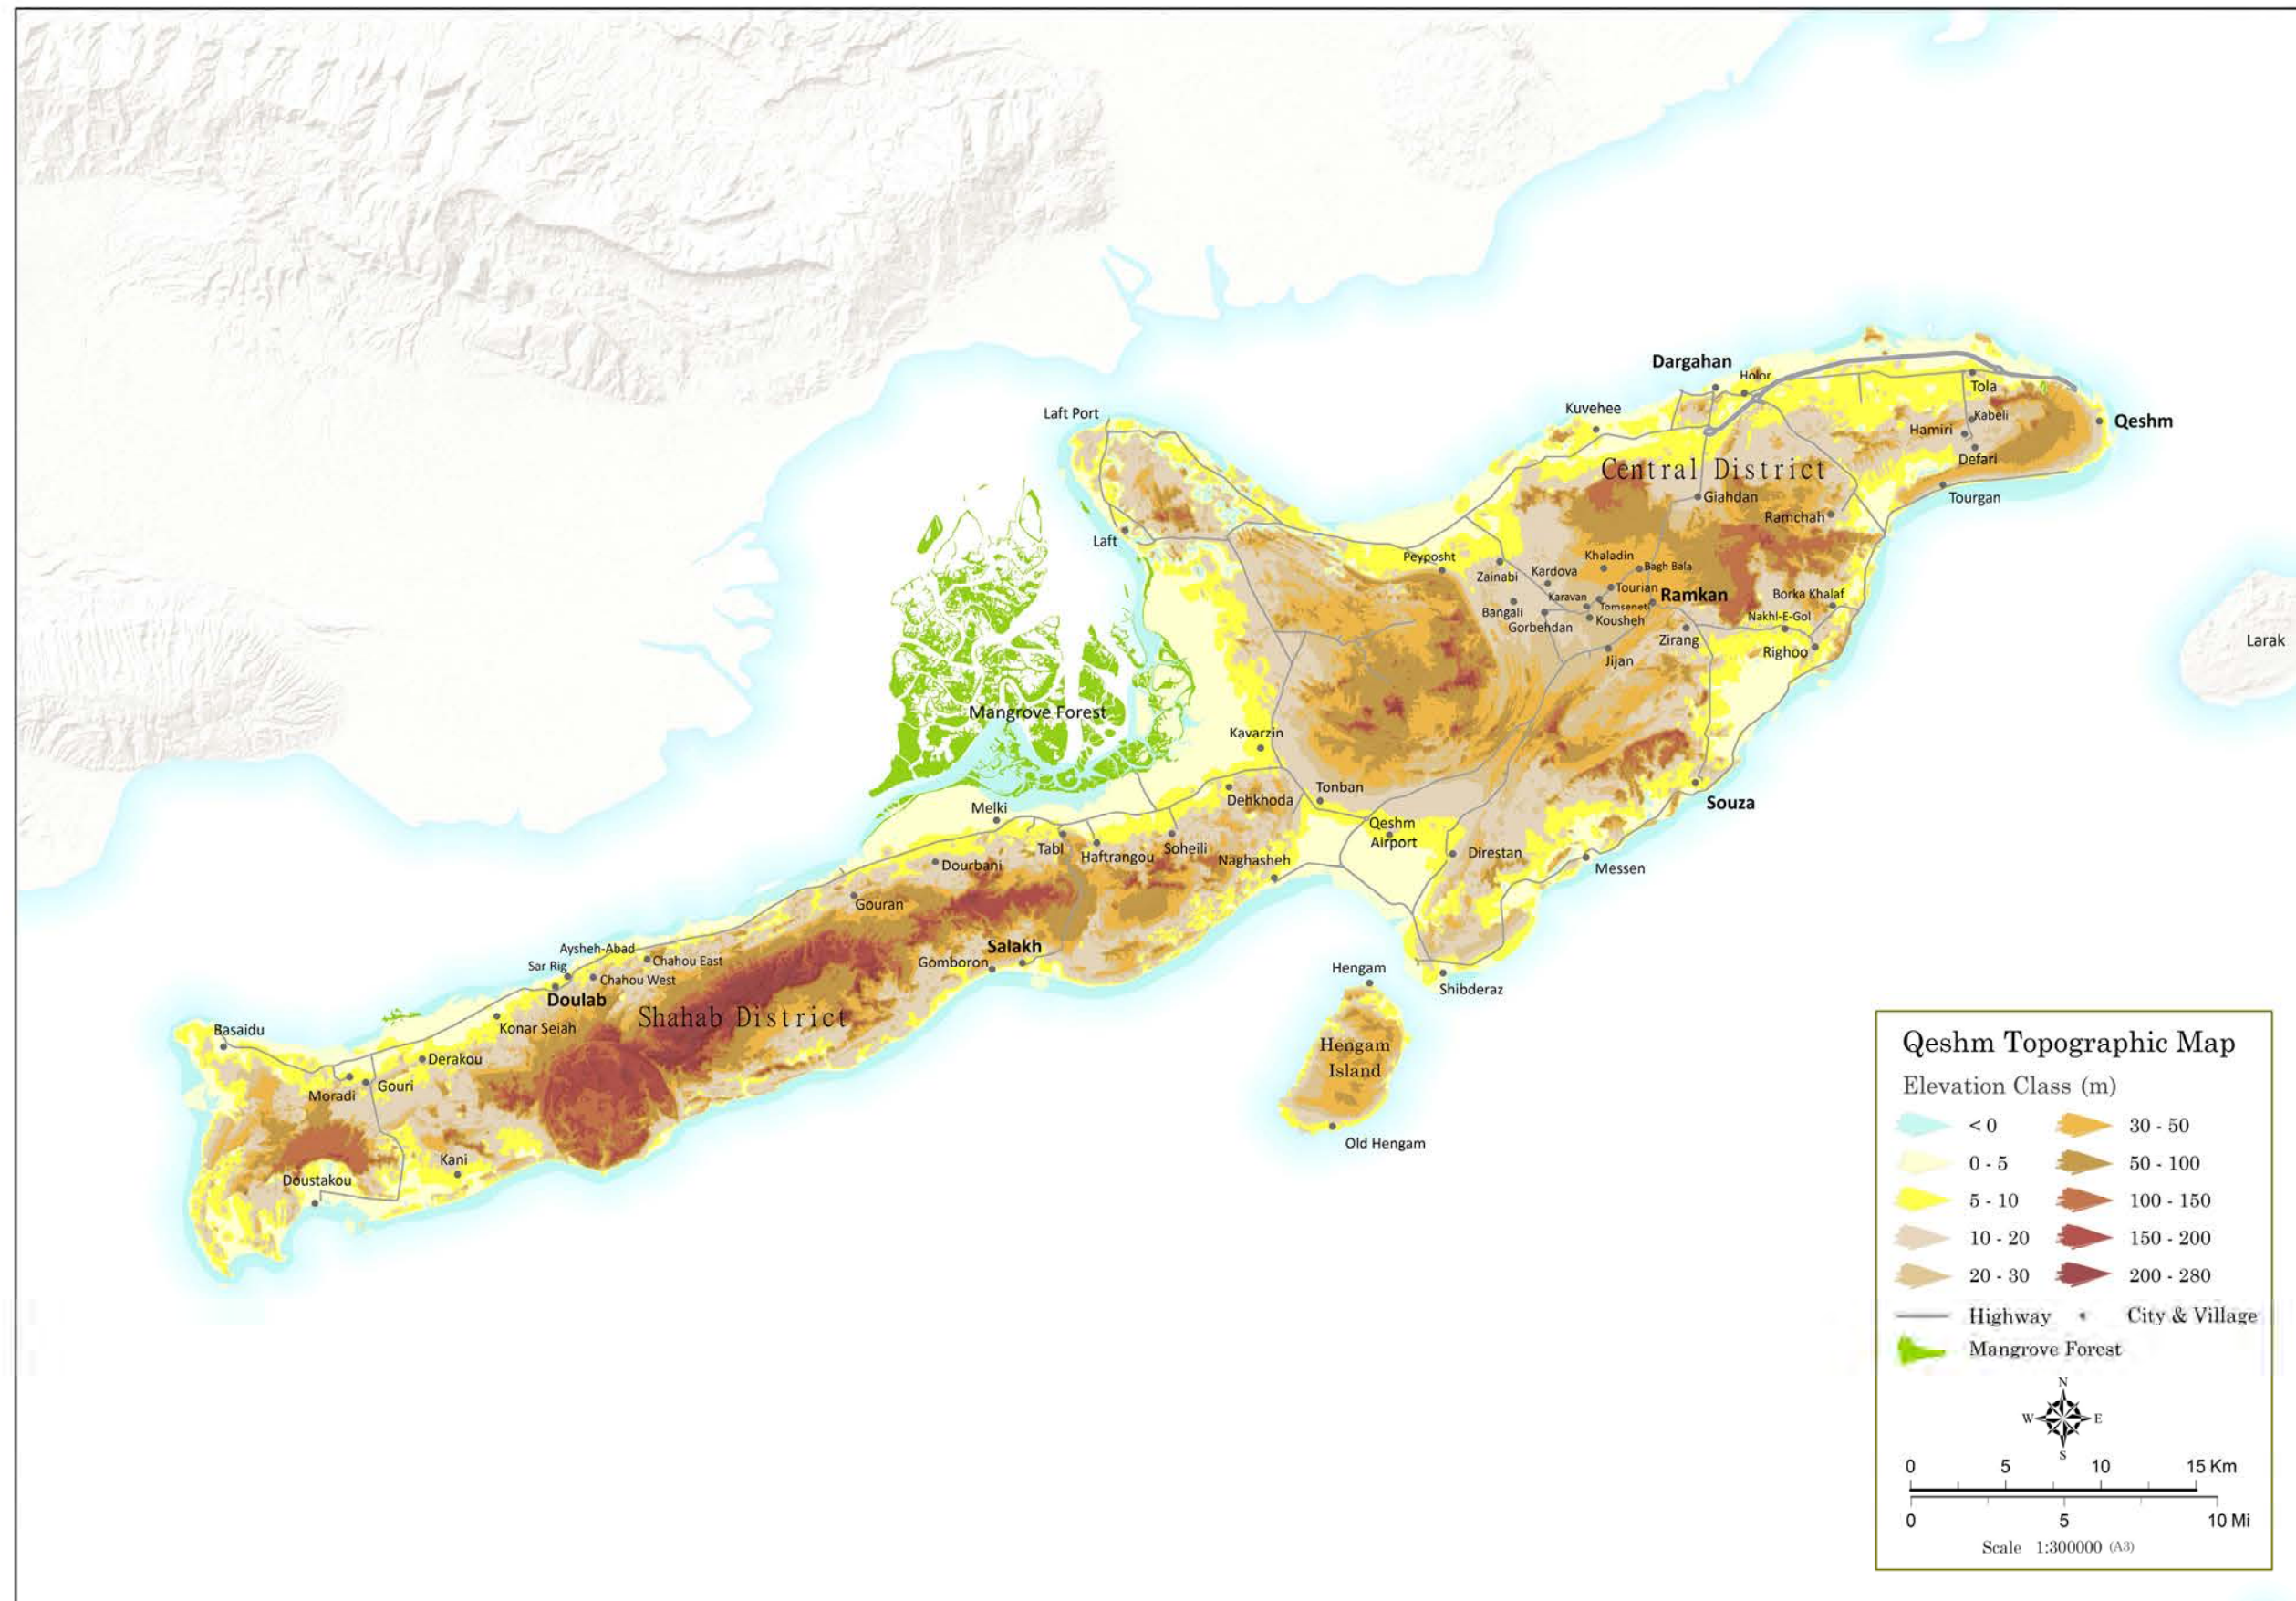 Dargahan
Holor
Tola
Laft Port
Kuvehee
Kabeli
Qeshm
Hamiri
Defari
Central District
Giahdan
Tourgan
Ramchah
Laft
Peyposht
Khaladin
Bagh Bala
Zainabi
Kardova
Tourian
Ramkan
Borka Khalaf
Karavan
Tomseneti
Bangali
Nakhl-E-Gol
Gorbehdan
Kousheh
Zirang
Righoo
Larak
Jijan
Mangrove Forest
Kavarzin
Tonban
Dehkhoda
Souza
Melki
Qeshm
Airport
Tabl
Haftrangou
Soheili
Naghasheh
Direstan
Dourbani
Messen
Gouran
Salakh
Aysheh-Abad
Chahou East
Gomboron
Sar Rig
Chahou West
Hengam
Shibderaz
Doulab
Shahab District
Konar Seiah
Basaidu
Hengam
Island
Derakou
Gouri
Moradi
Old Hengam
Kani
Doustakou
Qeshm Topographic Map
Elevation Class (m)
< 0 30 - 50
0 - 5 50 - 100
5 - 10 100 - 150
10 - 20 150 - 200
20 - 30 200 - 280
Highway City & Village
Mangrove Forest
N
W E
S
0 5 10 15 Km
0 5 10 Mi
Scale 1:300000 (A3)